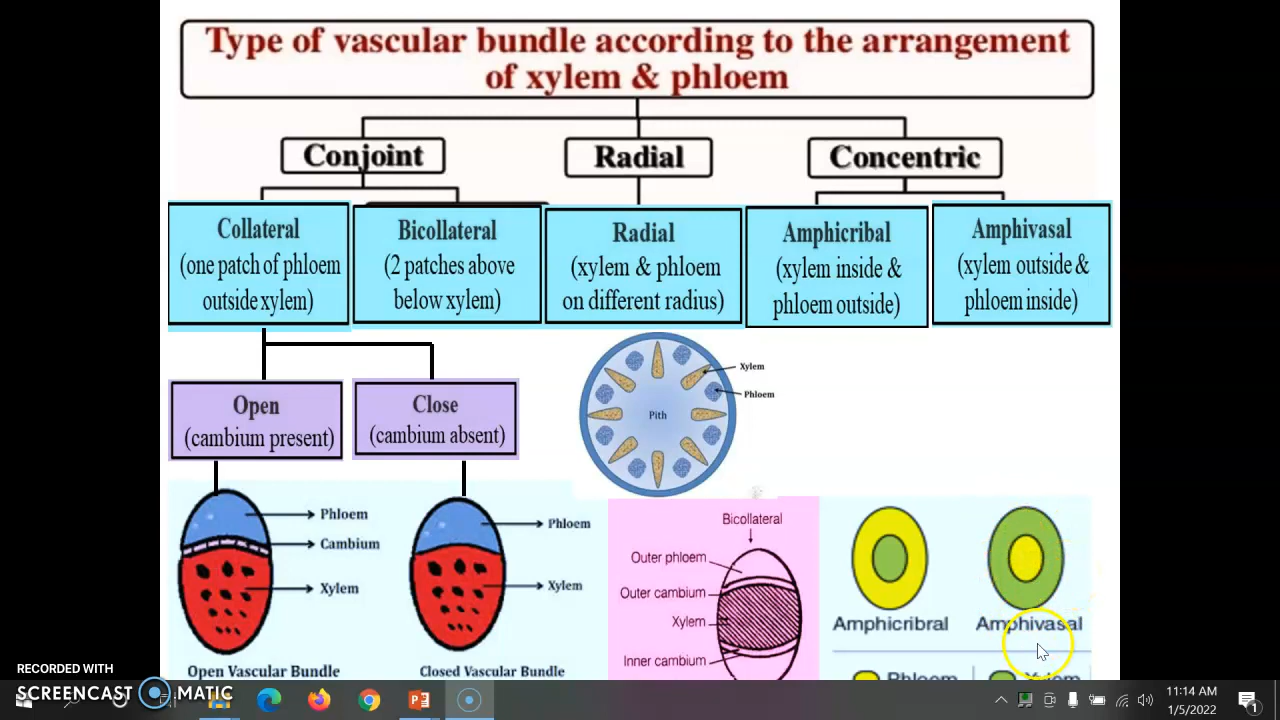 Type of vascular bundle according to the arrangement
of xylem & phloem
Conjoint
Radial
Concentric
Collateral
(one patch of phloem
outside xylem)
Bicollateral
(2 patches above
below xylem)
Radial
(xylem & phloem
on different radius)
Amphicribal
(xylem inside &
phloem outside)
Amphivasal
(xylem outside &
phloem inside)
Open
(cambium present)
Close
(cambium absent)
Xylem
Phloem
Pith
Phloem
Cambium
Xylem
Open Vascular Bundle
Phloem
Xylem
Closed Vascular Bundle
Bicollateral
Outer phloem
Outer cambium
Xylem
Inner cambium
Amphicribral
Amphivasal
Phloem
Xylem
RECORDED WITH
SCREENCAST MATIC
11:14 AM
1/5/2022
1